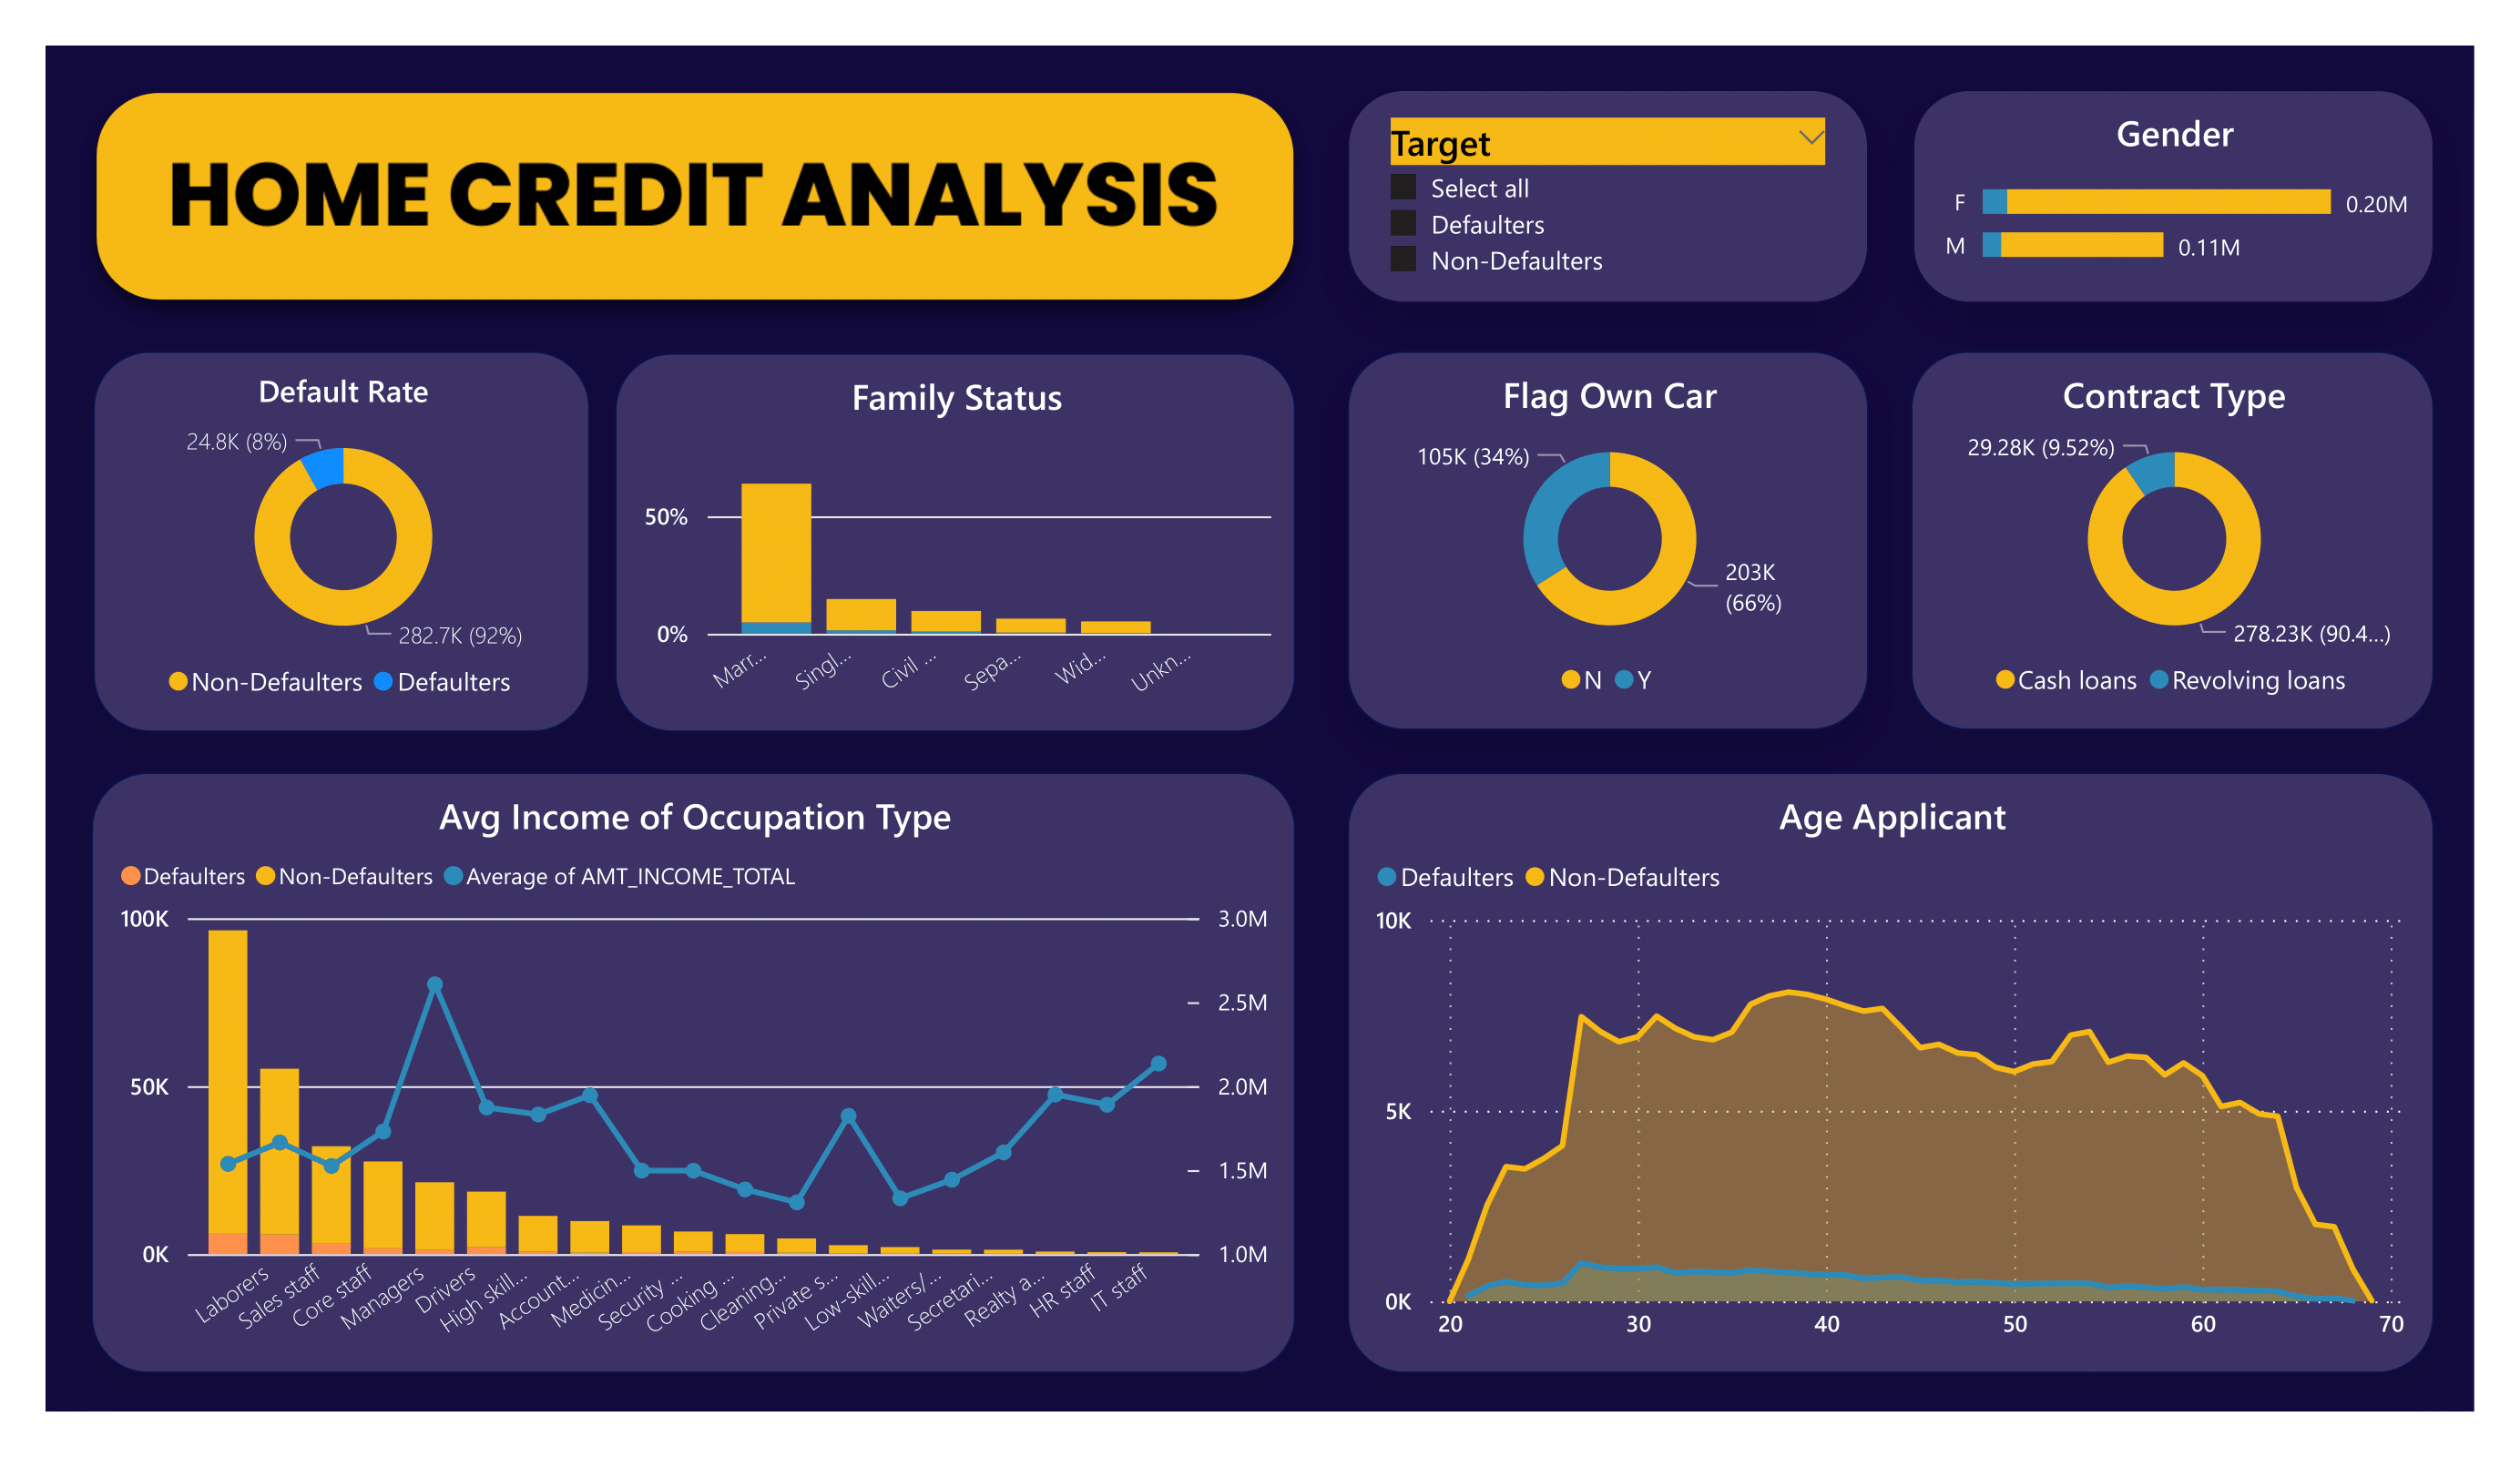 HOME CREDIT ANALYSIS
Target
Select all
Defaulters
Non-Defaulters
Gender
F
0.20M
M
0.11M
Default Rate
24.8K (8%)
282.7K (92%)
Non-Defaulters Defaulters
Family Status
50%
0%
Marr... Singl... Civil ... Sepa... Wid... Unkn...
Flag Own Car
105K (34%)
203K
(66%)
N Y
Contract Type
29.28K (9.52%)
278.23K (90.4...)
Cash loans Revolving loans
Avg Income of Occupation Type
Defaulters Non-Defaulters Average of AMT_INCOME_TOTAL
100K 3.0M
2.5M
50K 2.0M
1.5M
0K 1.0M
Laborers Sales staff Core staff Managers Drivers High skill... Account... Medicin... Security ... Cooking ... Cleaning... Private s... Low-skill... Waiters/... Secretari... Realty a... HR staff IT staff
Age Applicant
Defaulters Non-Defaulters
10K
5K
0K
20 30 40 50 60 70